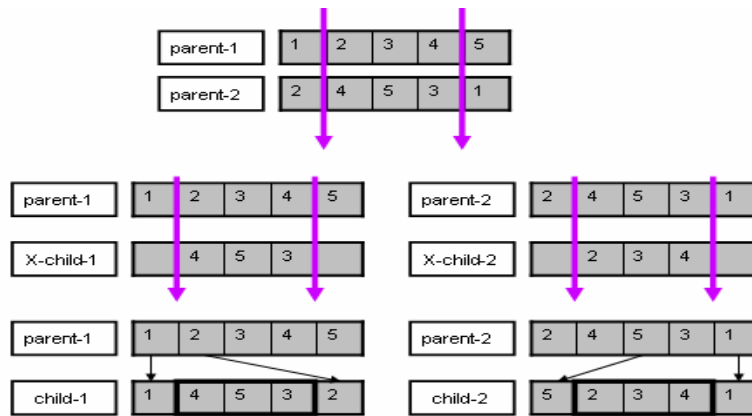 parent-1 1 2 3 4 5
parent-2 2 4 5 3 1
parent-1 1 2 3 4 5 parent-2 2 4 5 3 1
X-child-1 4 5 3 X-child-2 2 3 4
parent-1 1 2 3 4 5 parent-2 2 4 5 3 1
child-1 1 4 5 3 2 child-2 5 2 3 4 1